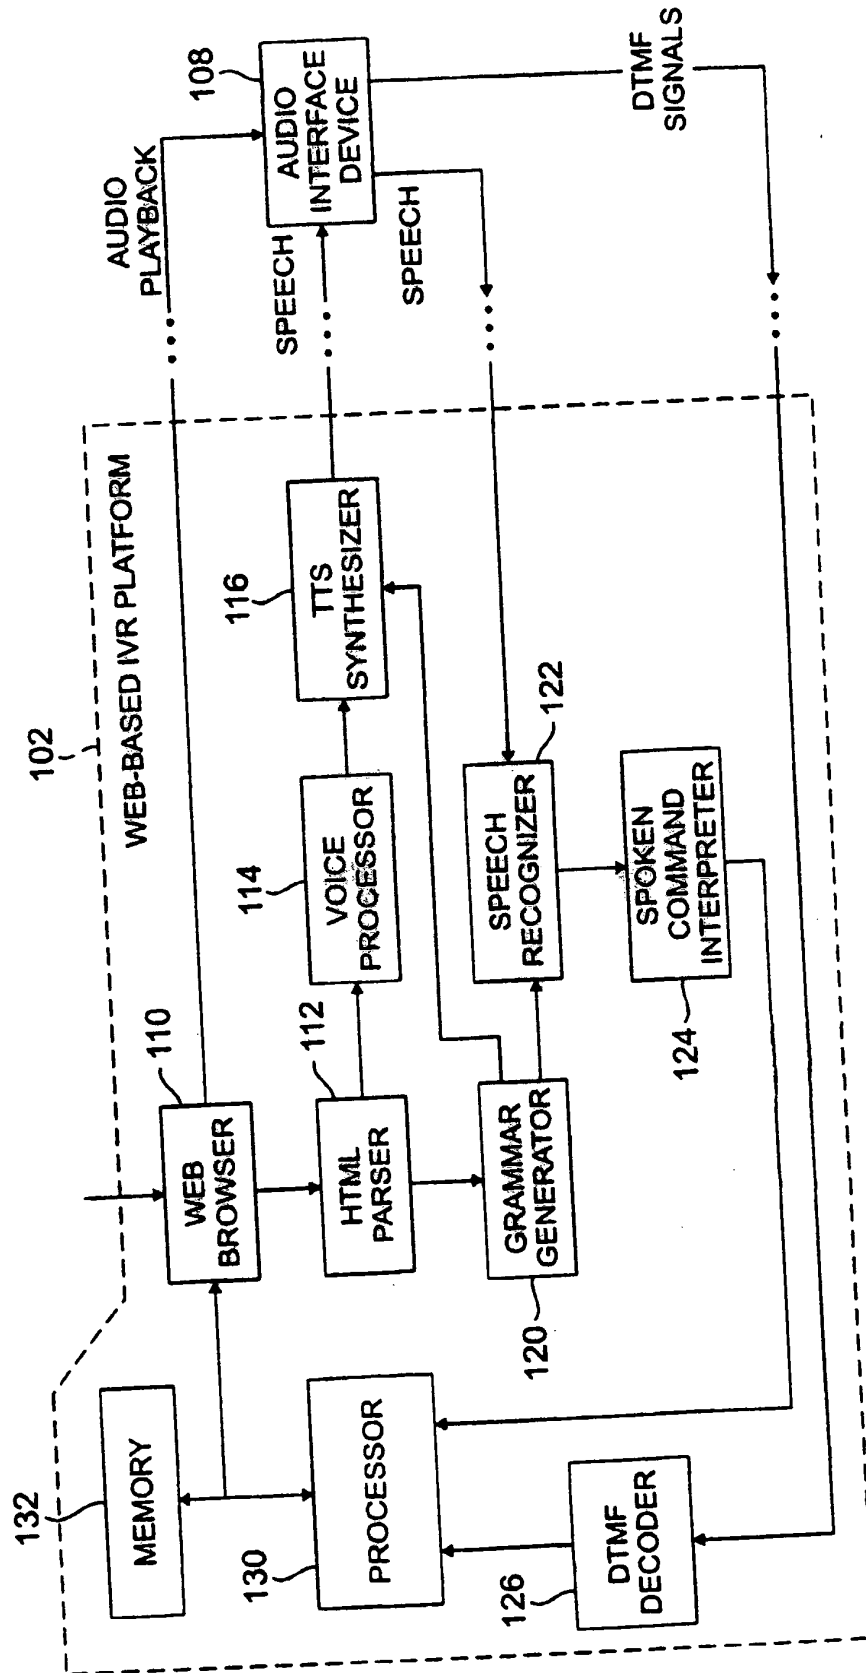 132
MEMORY
130
PROCESSOR
126
DTMF
DECODER
102
WEB-BASED IVR PLATFORM
110
WEB
BROWSER
112
HTML
PARSER
120
GRAMMAR
GENERATOR
114
VOICE
PROCESSOR
116
TTS
SYNTHESIZER
122
SPEECH
RECOGNIZER
124
SPOKEN
COMMAND
INTERPRETER
AUDIO
PLAYBACK
SPEECH
SPEECH
108
AUDIO
INTERFACE
DEVICE
DTMF
SIGNALS